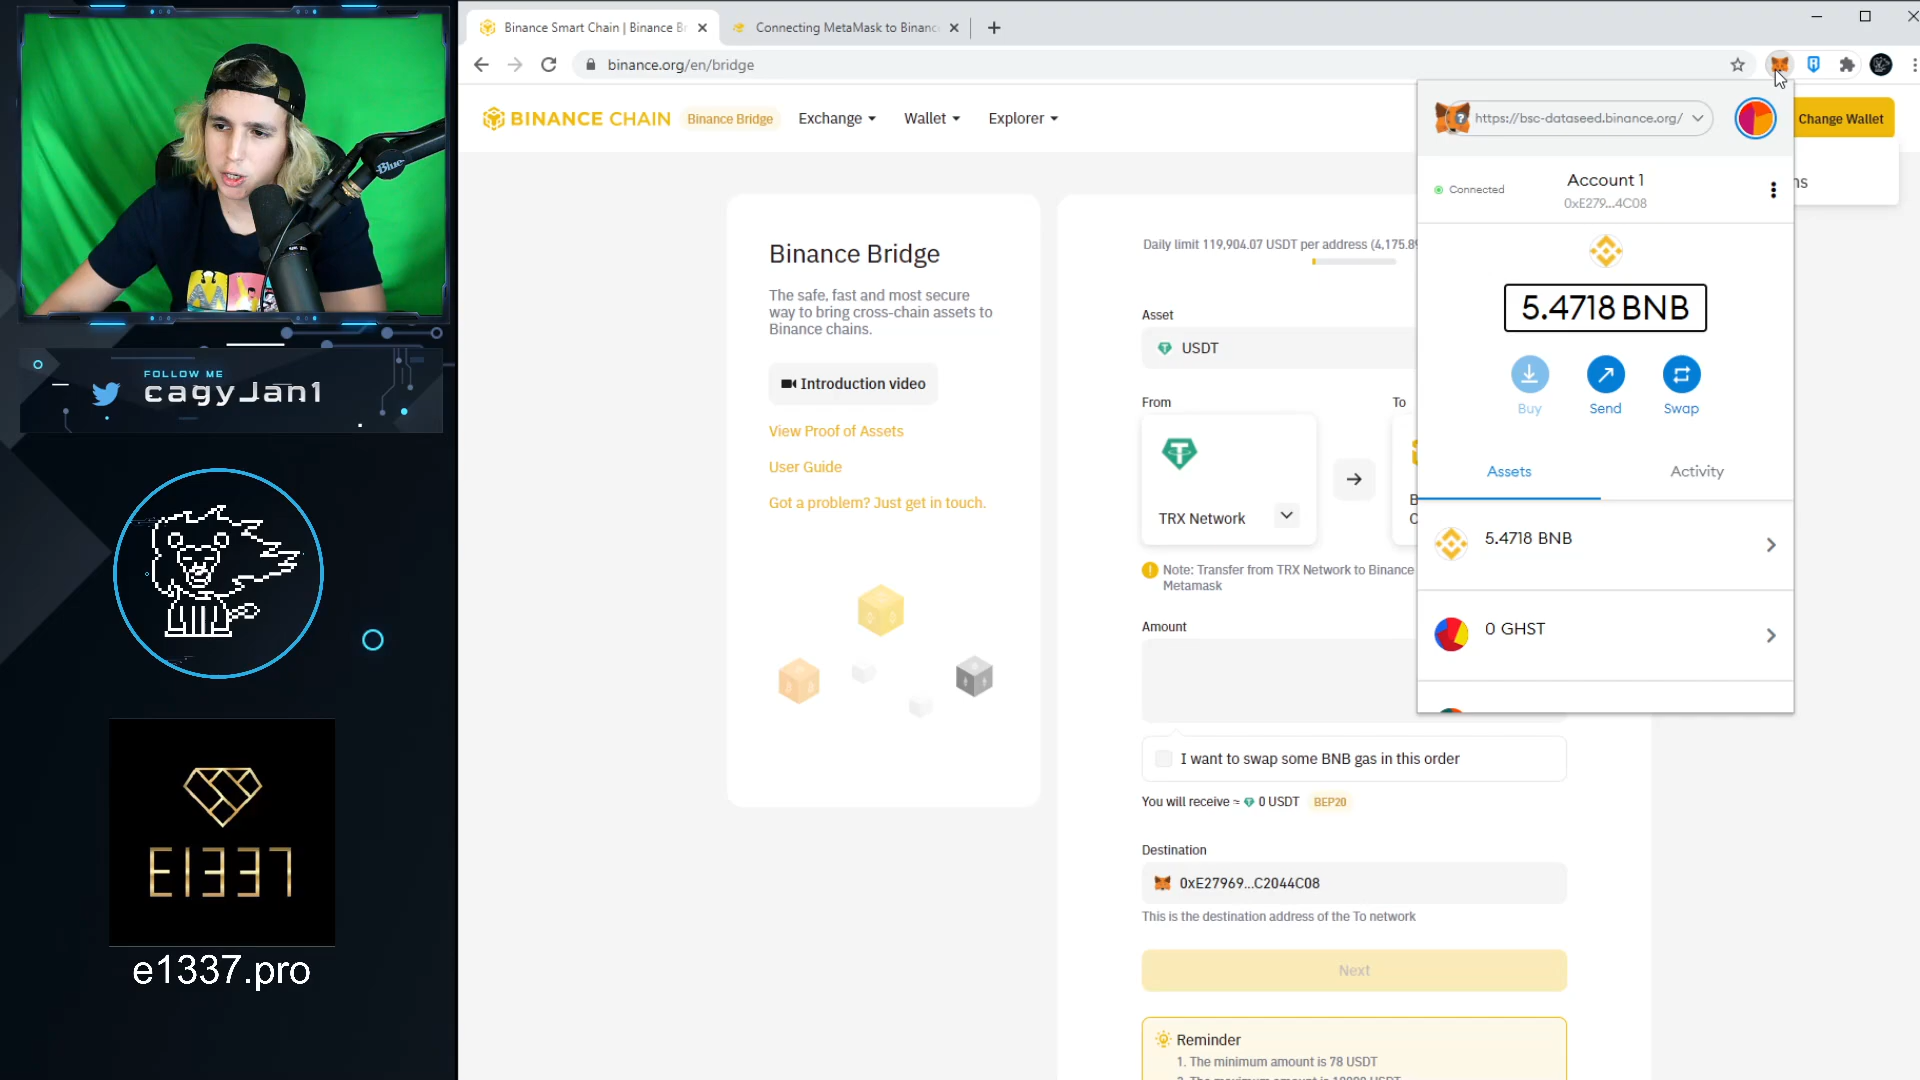 Binance Smart Chain | Binance B
Connecting MetaMask to Binanc
binance.org/en/bridge
BINANCE CHAIN
Binance Bridge
Exchange
Wallet
Explorer
Change Wallet
ns
https://bsc-dataseed.binance.org/
Connected
Account 1
0xE279...4C08
5.4718 BNB
Buy
Send
Swap
Assets
Activity
5.4718 BNB
0 GHST
Binance Bridge
The safe, fast and most secure
way to bring cross-chain assets to
Binance chains.
Introduction video
View Proof of Assets
User Guide
Got a problem? Just get in touch.
Daily limit 119,904.07 USDT per address (4,175.8
Asset
USDT
From
To
TRX Network
Note: Transfer from TRX Network to Binance
Metamask
Amount
I want to swap some BNB gas in this order
You will receive ≈ 0 USDT BEP20
Destination
0xE27969...C2044C08
This is the destination address of the To network
Next
Reminder
1. The minimum amount is 78 USDT
Blue
FOLLOW ME
cagyJan1
E1337
e1337.pro